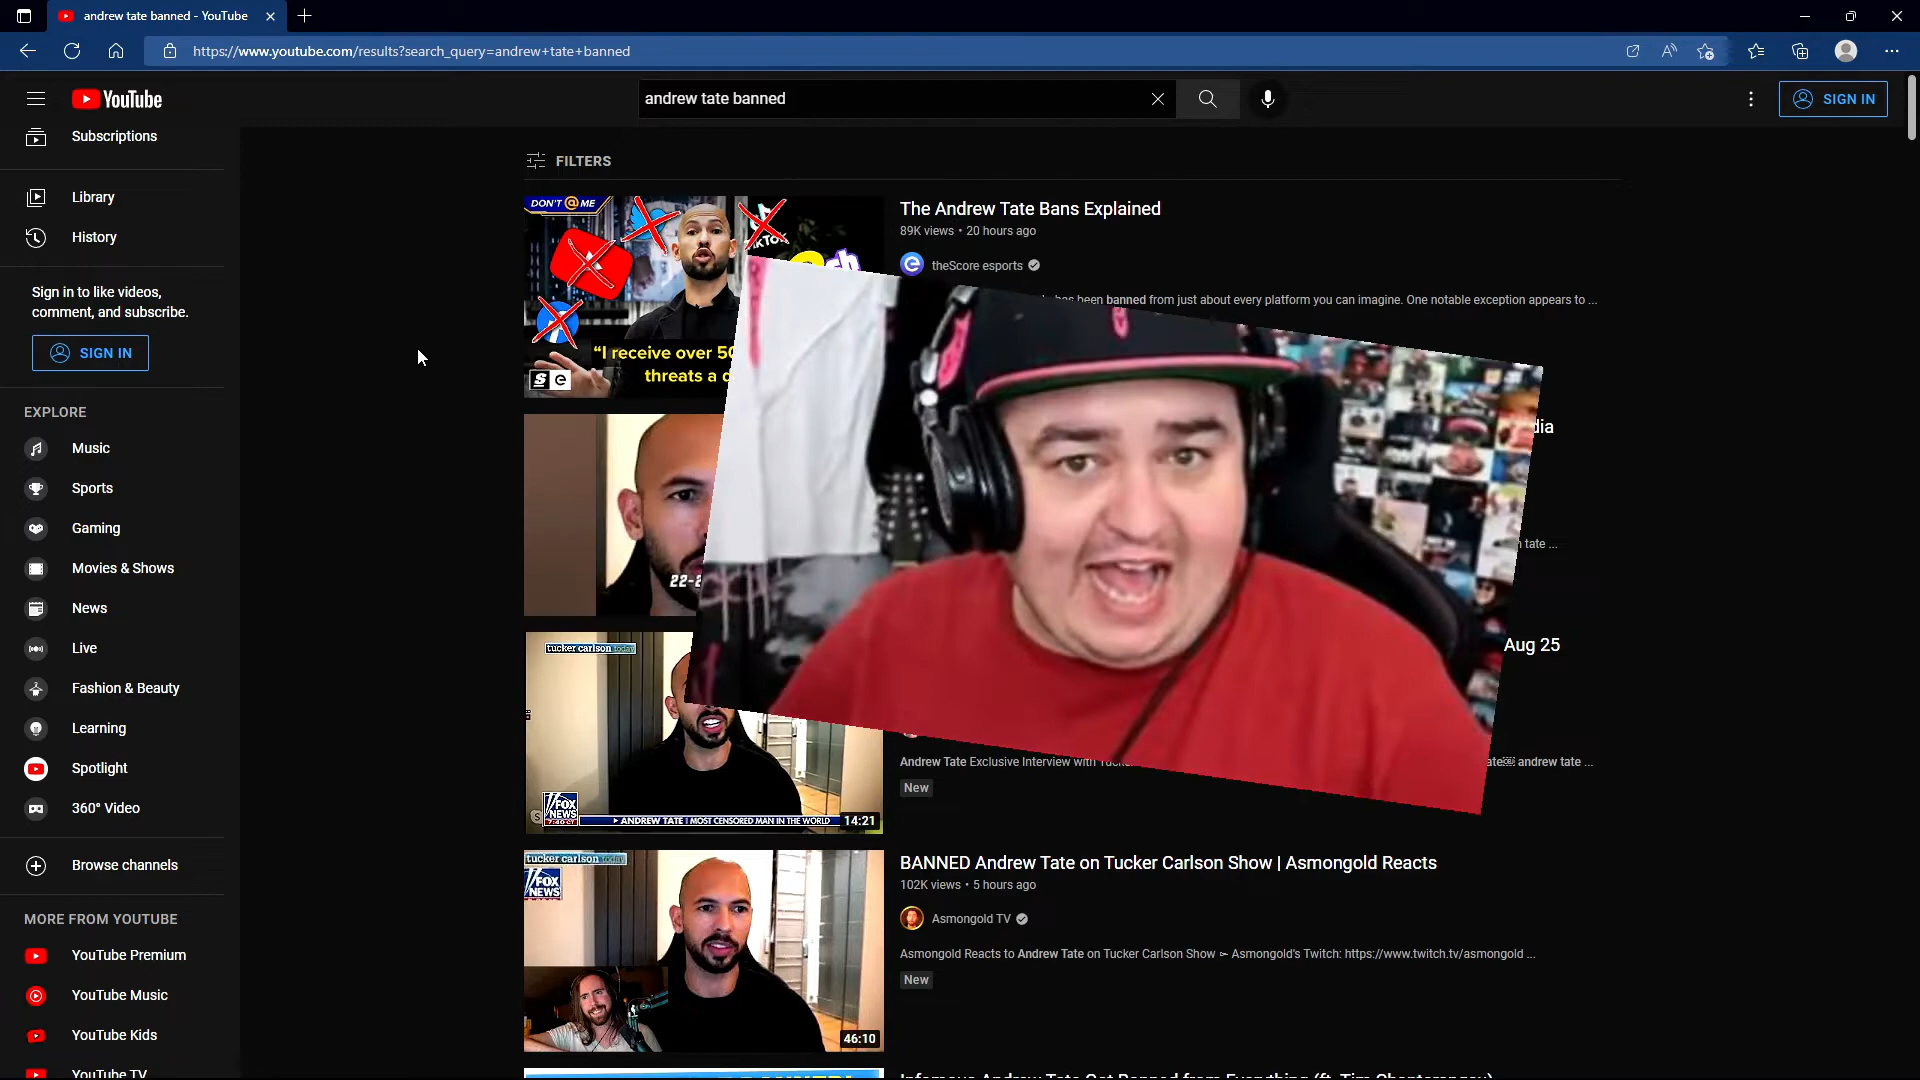 andrew tate banned - YouTube
https://www.youtube.com/results?search_query=andrew+tate+banned
YouTube
andrew tate banned
SIGN IN
Subscriptions
Library
History
Sign in to like videos,
comment, and subscribe.
SIGN IN
EXPLORE
Music
Sports
Gaming
Movies & Shows
News
Live
Fashion & Beauty
Learning
Spotlight
360° Video
Browse channels
MORE FROM YOUTUBE
YouTube Premium
YouTube Music
YouTube Kids
YouTube TV
FILTERS
DON'T @ ME
"I receive over 50
threats a d
The Andrew Tate Bans Explained
89K views • 20 hours ago
theScore esports
been banned from just about every platform you can imagine. One notable exception appears to ...
22-2
dia
tate ...
tucker carlson today
FOX
NEWS
7:40 CT
ANDREW TATE | MOST CENSORED MAN IN THE WORLD
14:21
Aug 25
Andrew Tate Exclusive Interview with
andrew tate ...
New
tucker carlson today
FOX
NEWS
46:10
BANNED Andrew Tate on Tucker Carlson Show | Asmongold Reacts
102K views • 5 hours ago
Asmongold TV
Asmongold Reacts to Andrew Tate on Tucker Carlson Show ➣ Asmongold's Twitch: https://www.twitch.tv/asmongold ...
New